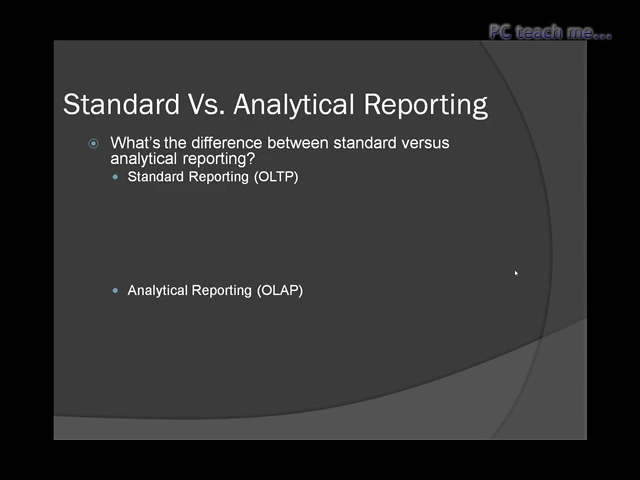 PC teach me...
Standard Vs. Analytical Reporting
What's the difference between standard versus
analytical reporting?
Standard Reporting (OLTP)
Analytical Reporting (OLAP)